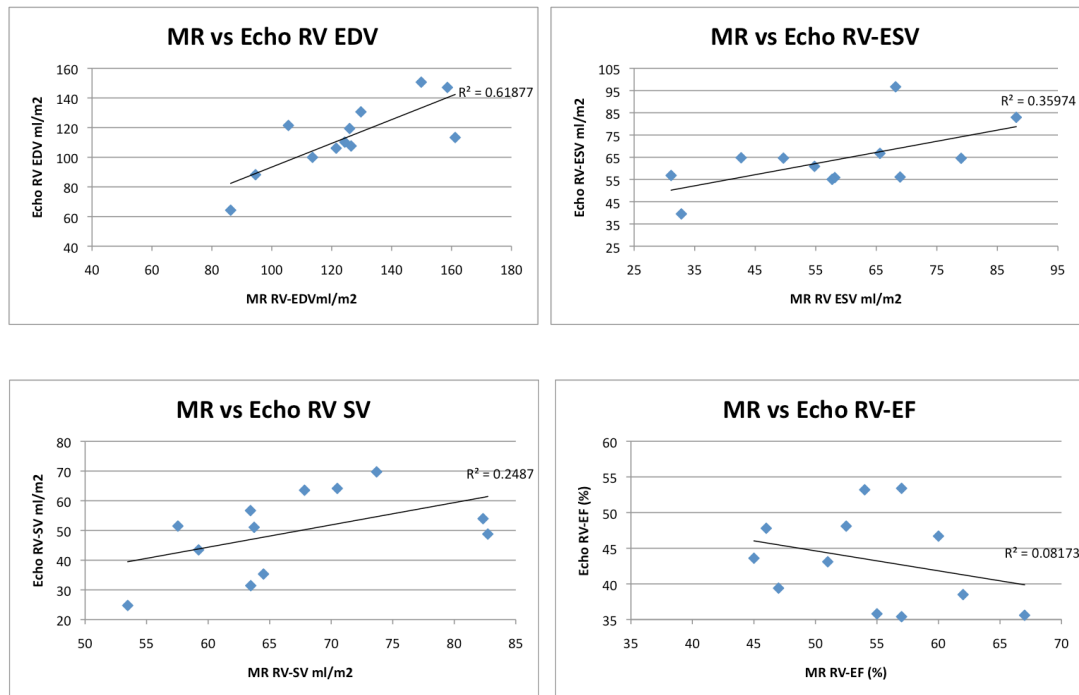 MR vs Echo RV EDV
Echo RV EDV ml/m2
160
140
120
100
80
60
40
R² = 0.61877
40 60 80 100 120 140 160 180
MR RV-EDVml/m2
MR vs Echo RV-ESV
Echo RV-ESV ml/m2
105
95
85
75
65
55
45
35
25
R² = 0.35974
25 35 45 55 65 75 85 95
MR RV ESV ml/m2
MR vs Echo RV SV
Echo RV-SV ml/m2
80
70
60
50
40
30
20
R² = 0.2487
50 55 60 65 70 75 80 85
MR RV-SV ml/m2
MR vs Echo RV-EF
Echo RV-EF (%)
60
55
50
45
40
35
R² = 0.08173
35 40 45 50 55 60 65 70
MR RV-EF (%)